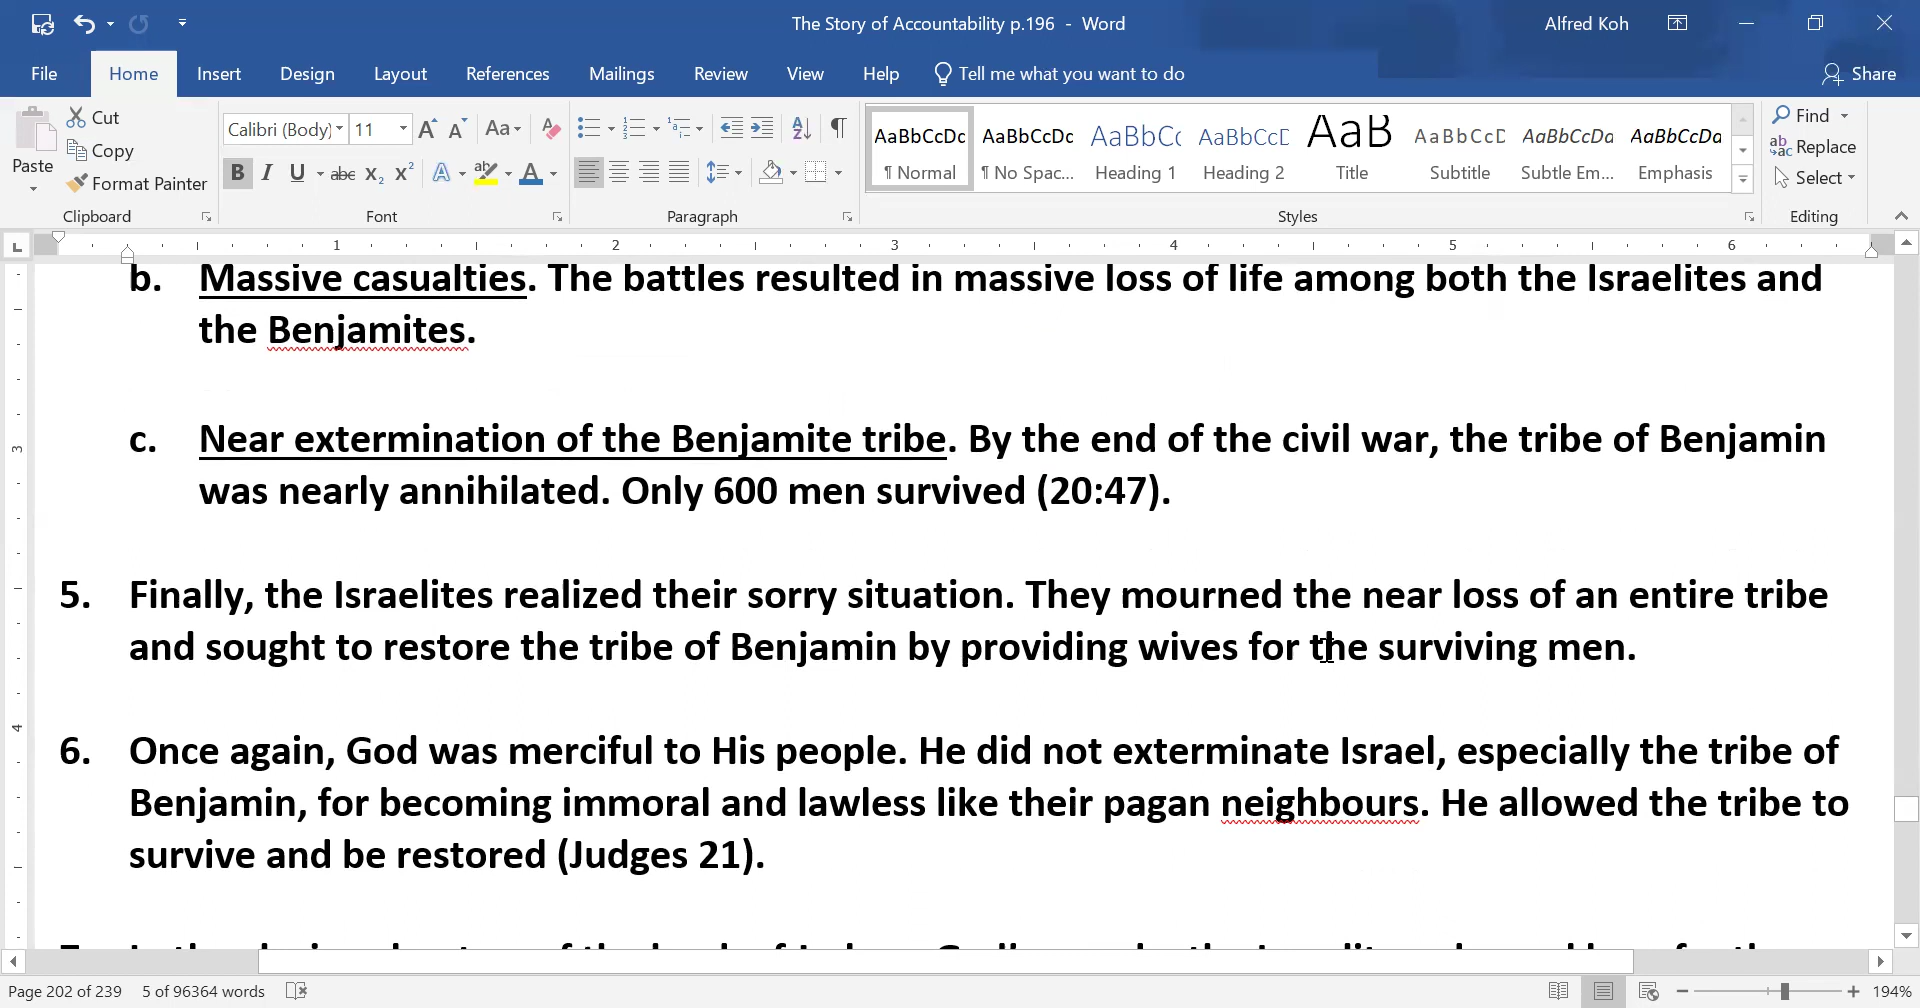 The Story of Accountability p.196 - Word
Alfred Koh
File Home Insert Design Layout References Mailings Review View Help Tell me what you want to do Share
Paste
Cut
Copy
Format Painter
Clipboard
Calibri (Body) 11
Font
Paragraph
AaBbCcDc AaBbCcDc AaBbCc AaBbCcE AaB AaBbCcD AaBbCcDa AaBbCcDa
¶ Normal ¶ No Spac... Heading 1 Heading 2 Title Subtitle Subtle Em... Emphasis
Styles
Find
Replace
Select
Editing
1 2 3 4 5 6
b. Massive casualties. The battles resulted in massive loss of life among both the Israelites and
the Benjamites.
c. Near extermination of the Benjamite tribe. By the end of the civil war, the tribe of Benjamin
was nearly annihilated. Only 600 men survived (20:47).
5. Finally, the Israelites realized their sorry situation. They mourned the near loss of an entire tribe
and sought to restore the tribe of Benjamin by providing wives for the surviving men.
6. Once again, God was merciful to His people. He did not exterminate Israel, especially the tribe of
Benjamin, for becoming immoral and lawless like their pagan neighbours. He allowed the tribe to
survive and be restored (Judges 21).
Page 202 of 239 5 of 96364 words 194%